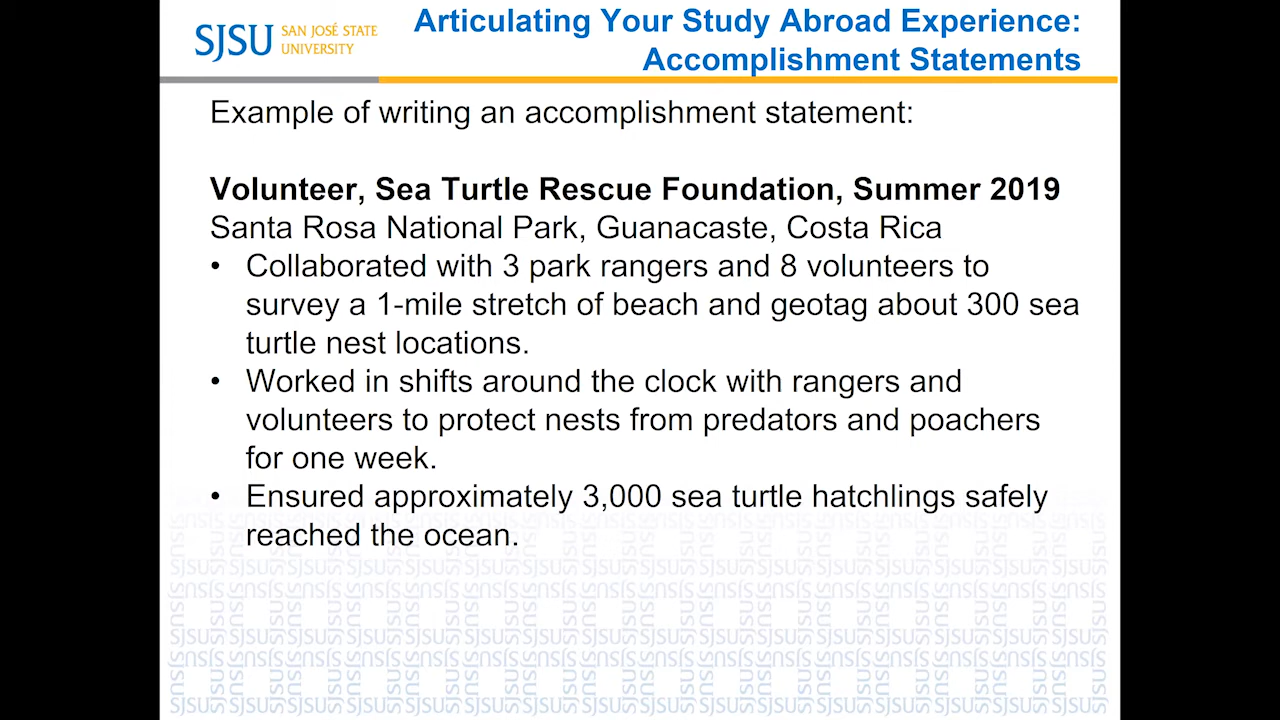 SJSU SAN JOSÉ STATE
UNIVERSITY
Articulating Your Study Abroad Experience:
Accomplishment Statements
Example of writing an accomplishment statement:
Volunteer, Sea Turtle Rescue Foundation, Summer 2019
Santa Rosa National Park, Guanacaste, Costa Rica
• Collaborated with 3 park rangers and 8 volunteers to
survey a 1-mile stretch of beach and geotag about 300 sea
turtle nest locations.
• Worked in shifts around the clock with rangers and
volunteers to protect nests from predators and poachers
for one week.
• Ensured approximately 3,000 sea turtle hatchlings safely
reached the ocean.